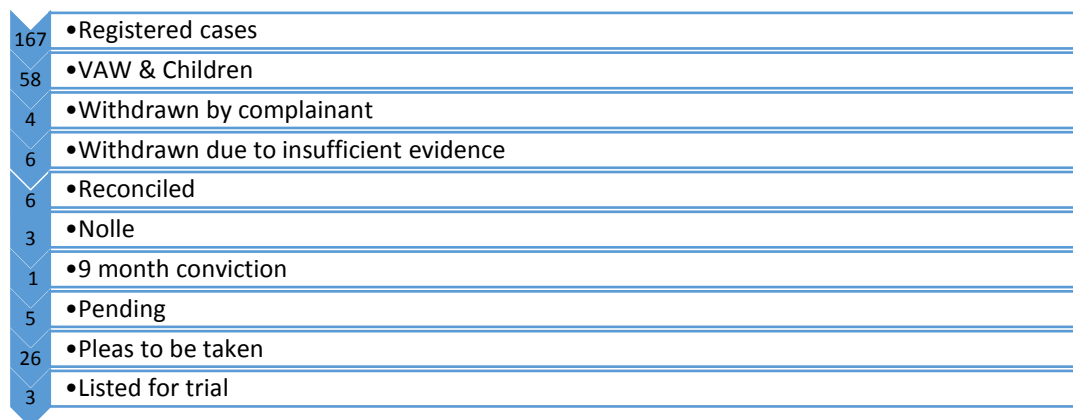 167 •Registered cases
58 •VAW & Children
4 •Withdrawn by complainant
6 •Withdrawn due to insufficient evidence
6 •Reconciled
3 •Nolle
1 •9 month conviction
5 •Pending
26 •Pleas to be taken
3 •Listed for trial